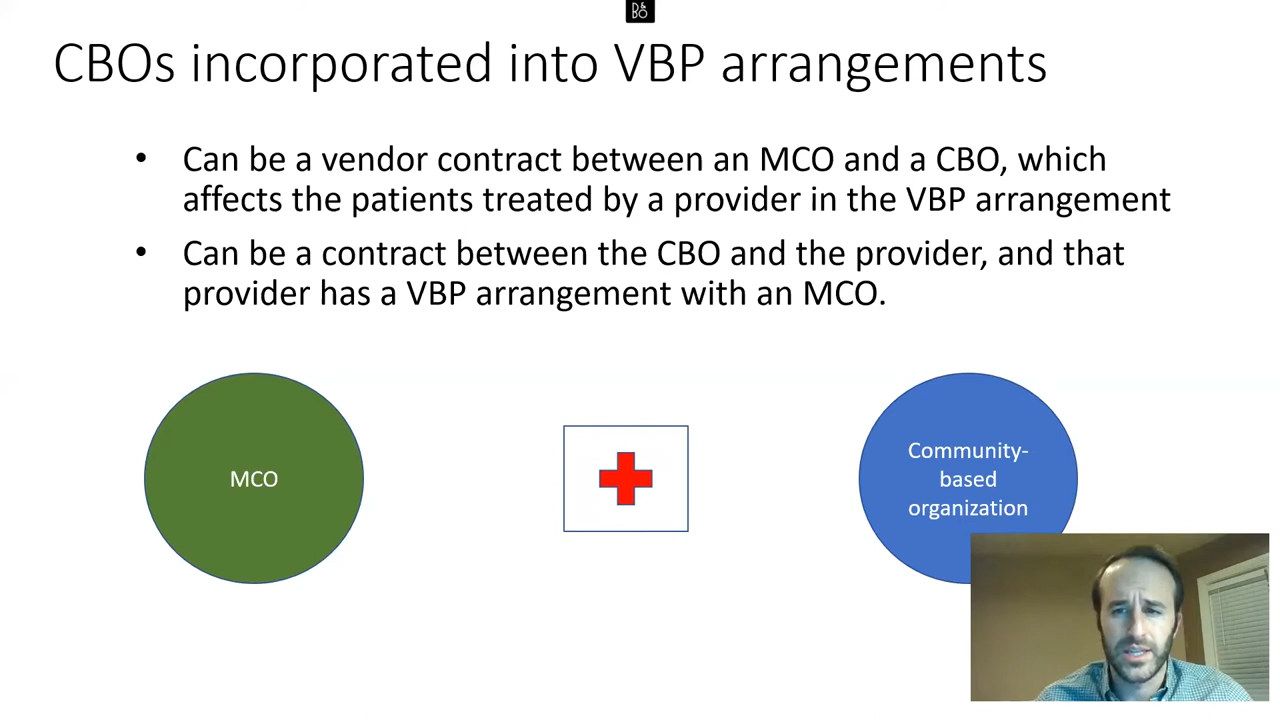 B&
BO
CBOs incorporated into VBP arrangements
• Can be a vendor contract between an MCO and a CBO, which
affects the patients treated by a provider in the VBP arrangement
• Can be a contract between the CBO and the provider, and that
provider has a VBP arrangement with an MCO.
MCO
Community-
based
organization